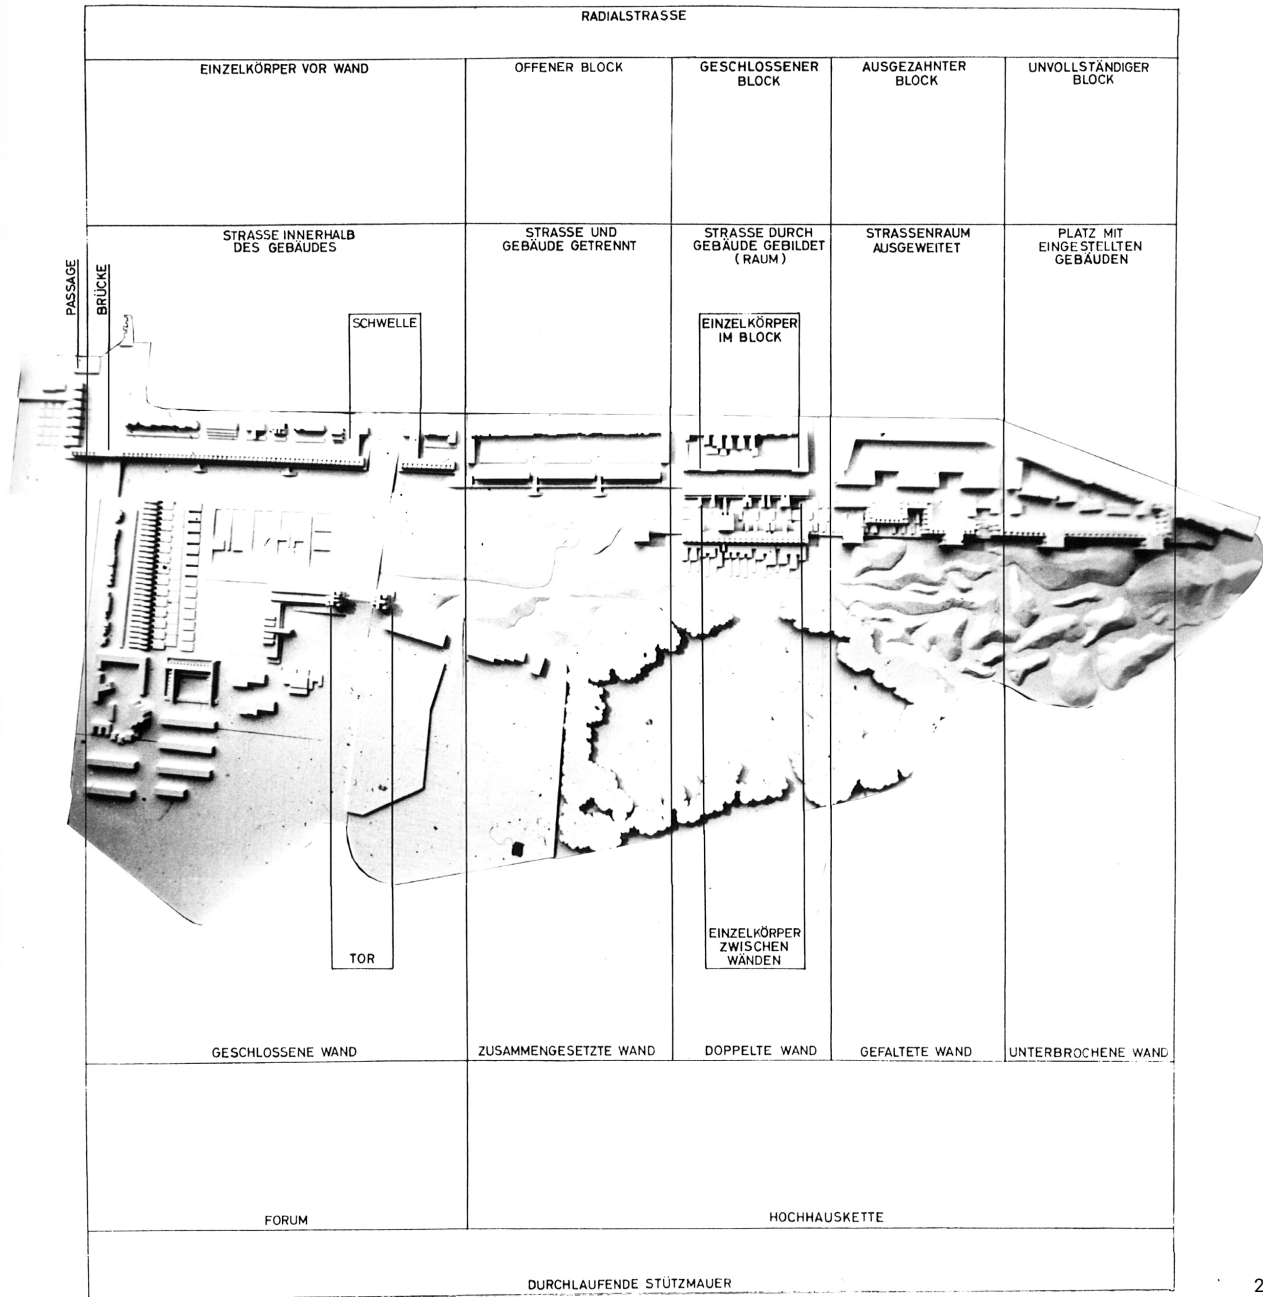 RADIALSTRASSE
EINZELKÖRPER VOR WAND
OFFENER BLOCK
GESCHLOSSENER
BLOCK
AUSGEZAHNTER
BLOCK
UNVOLLSTÄNDIGER
BLOCK
STRASSE INNERHALB
DES GEBÄUDES
STRASSE UND
GEBÄUDE GETRENNT
STRASSE DURCH
GEBÄUDE GEBILDET
(RAUM)
STRASSENRAUM
AUSGEWEITET
PLATZ MIT
EINGESTELLTEN
GEBÄUDEN
PASSAGE
BRÜCKE
SCHWELLE
EINZELKÖRPER
IM BLOCK
TOR
EINZELKÖRPER
ZWISCHEN
WÄNDEN
GESCHLOSSENE WAND
ZUSAMMENGESETZTE WAND
DOPPELTE WAND
GEFALTETE WAND
UNTERBROCHENE WAND
FORUM
HOCHHAUSKETTE
DURCHLAUFENDE STÜTZMAUER
2